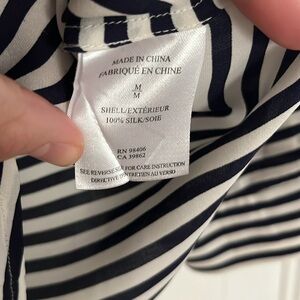 MADE IN CHINA
FABRIQUÉ EN CHINE
M
M
SHELL/EXTÉRIEUR
100% SILK/SOIE
RN 98406
CA 39862
SEE REVERSE SIDE FOR CARE INSTRUCTION
DIRECTIVE D'ENTRETIEN AU VERSO